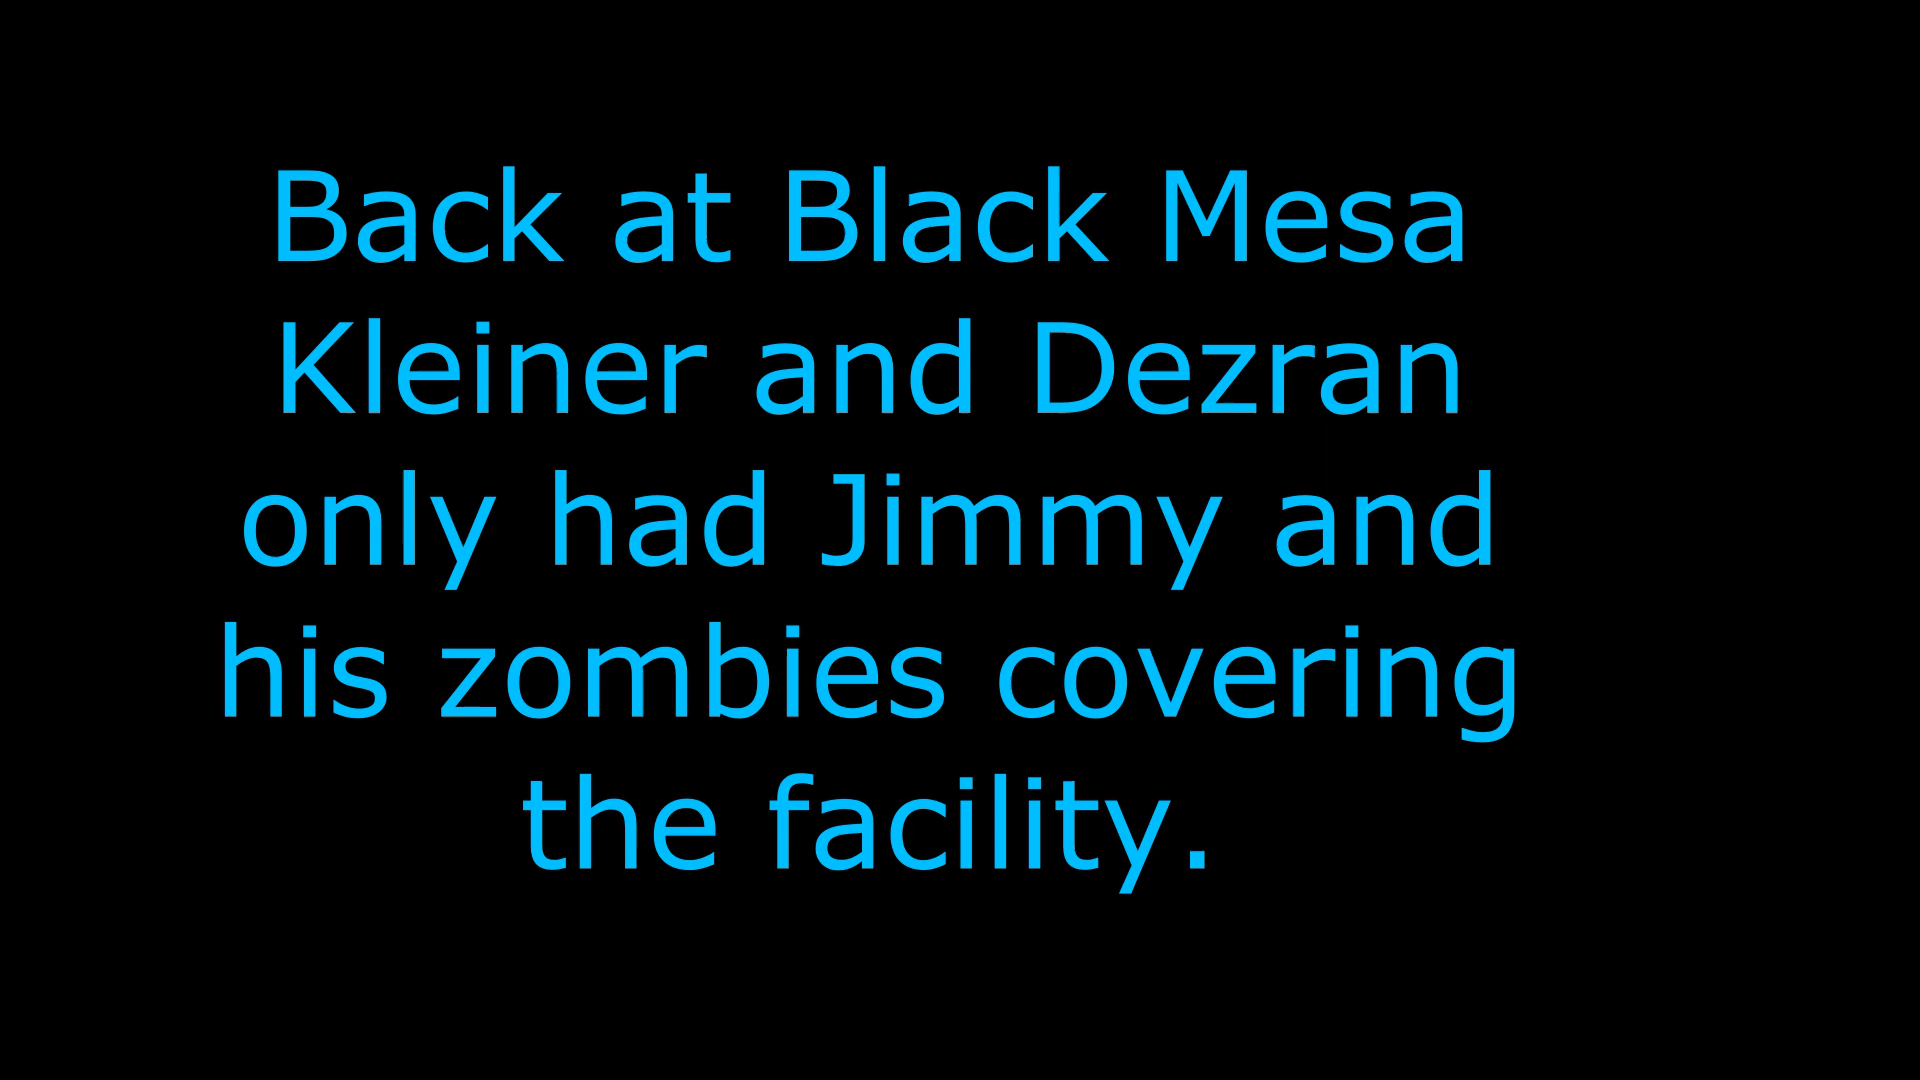 Back at Black Mesa
Kleiner and Dezran
only had Jimmy and
his zombies covering
the facility.